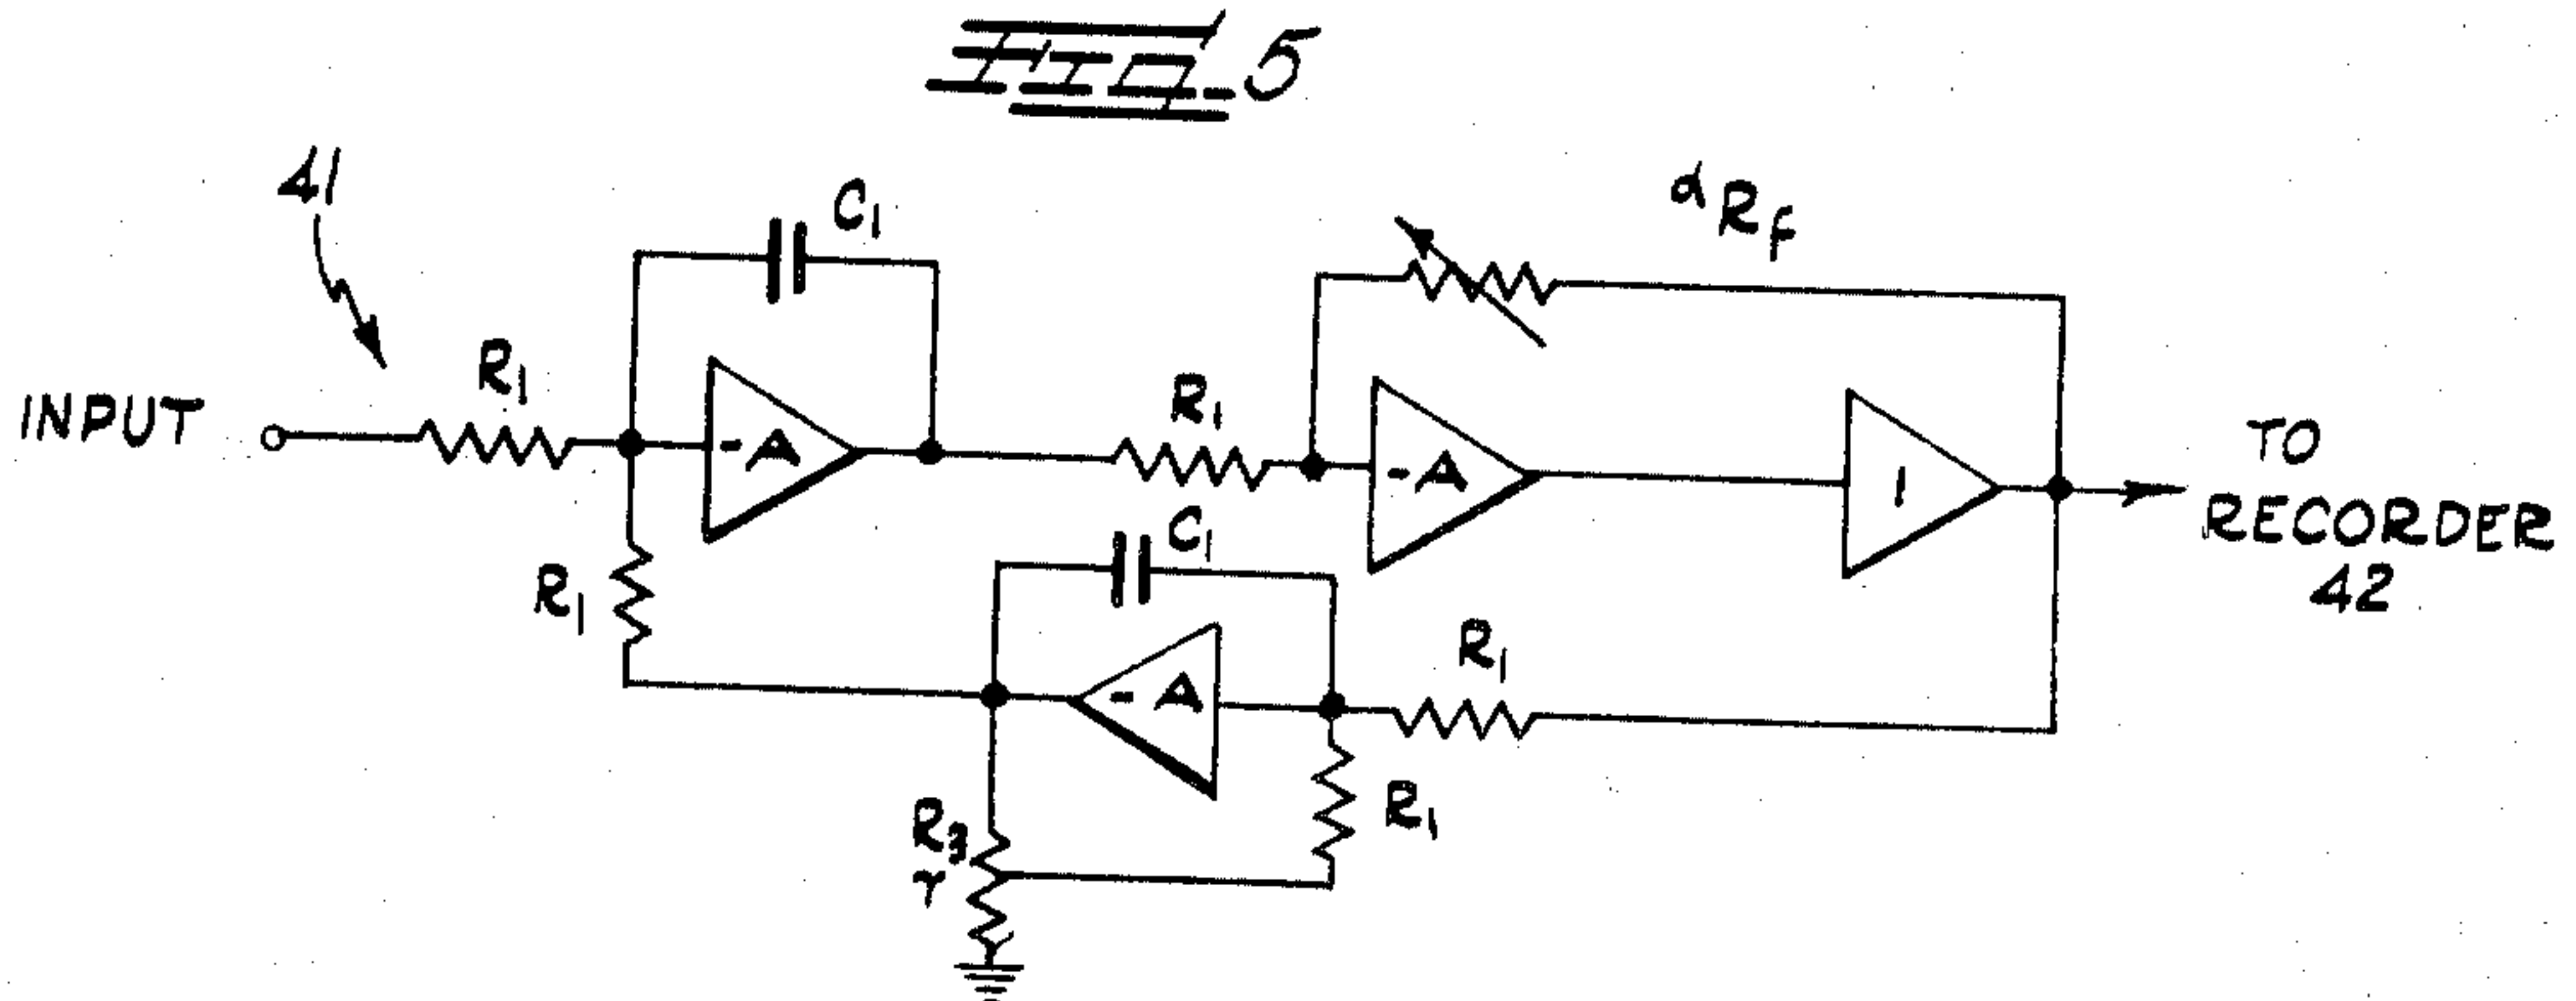 FIG. 5
41
C1
αRf
R1
INPUT
-A
R1
-A
1
TO
RECORDER
42
R1
C1
-A
R1
R3
γ
R1